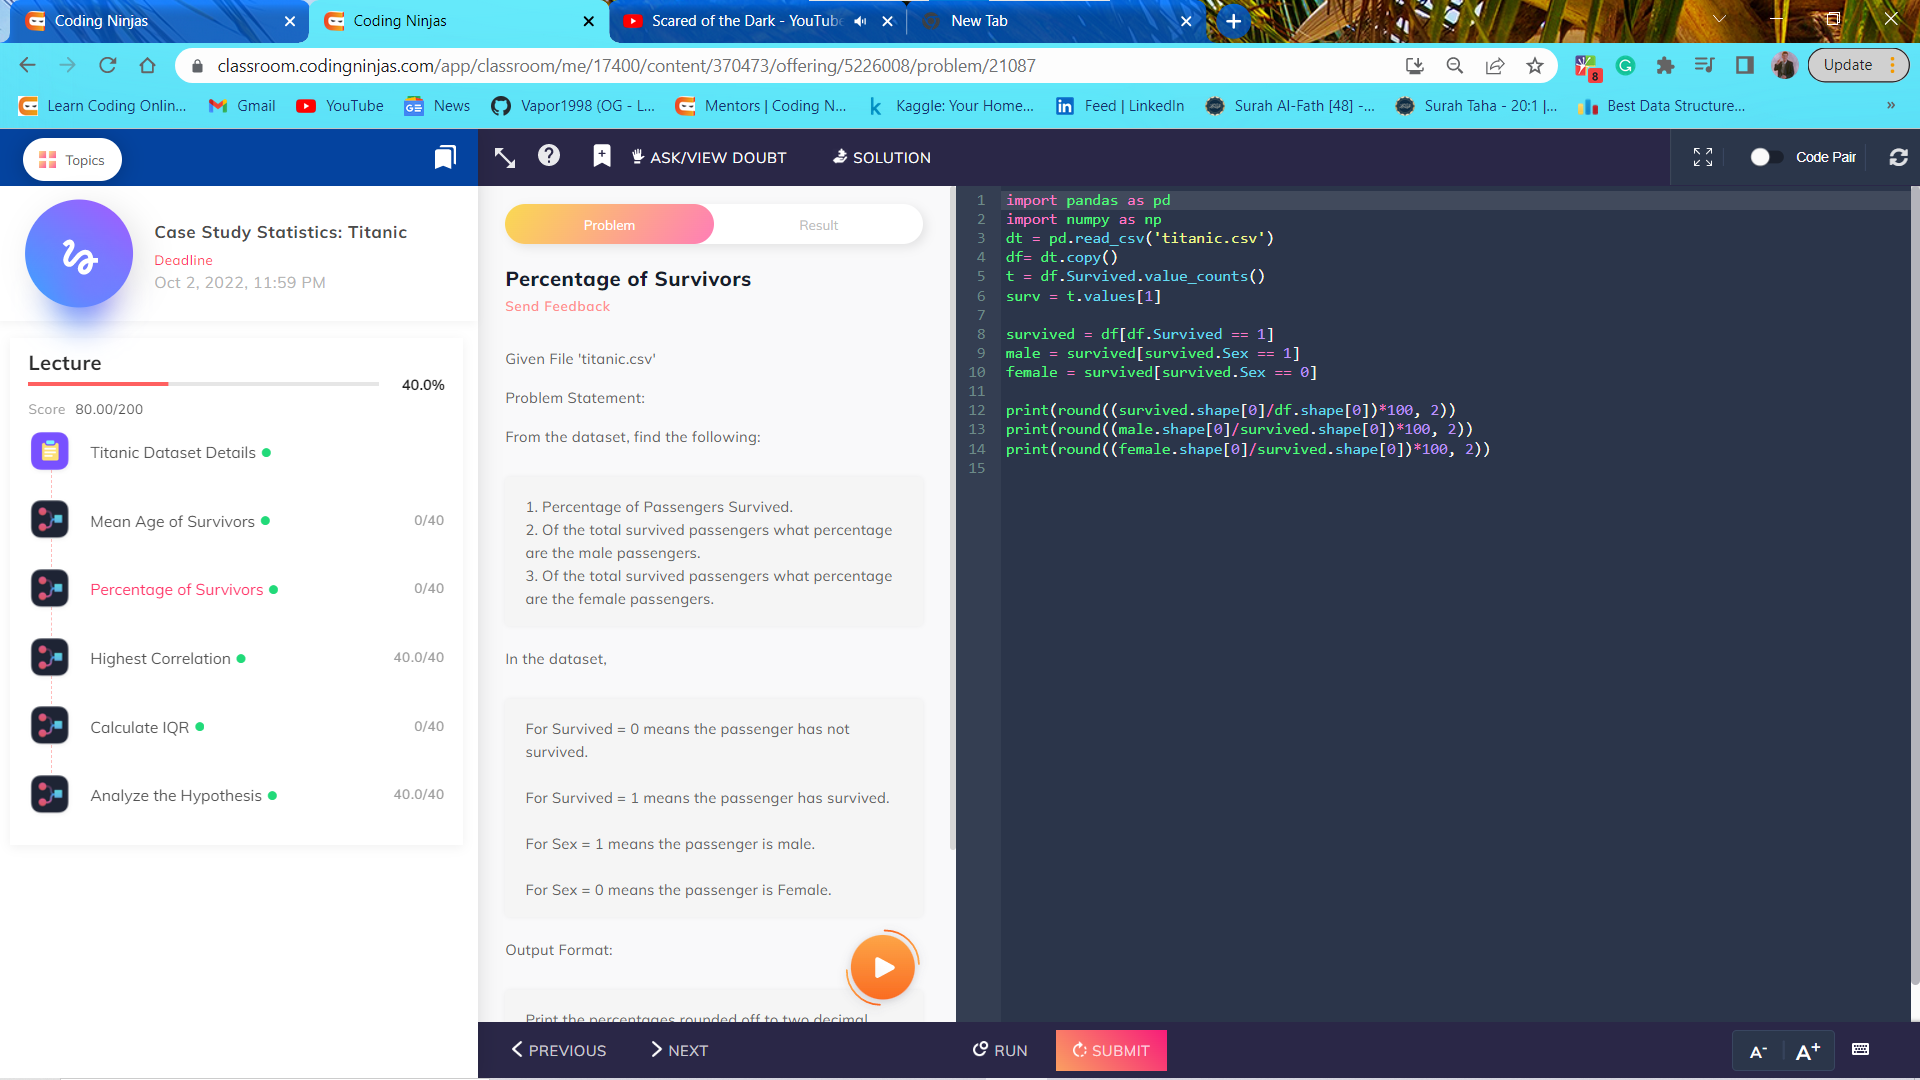 Coding Ninjas
Coding Ninjas
Scared of the Dark - YouTube
New Tab
classroom.codingninjas.com/app/classroom/me/17400/content/370473/offering/5226008/problem/21087
8
Update
Learn Coding Onlin...
Gmail
YouTube
News
Vapor1998 (OG - L...
Mentors | Coding N...
Kaggle: Your Home...
Feed | LinkedIn
Surah Al-Fath [48] -...
Surah Taha - 20:1 |...
Best Data Structure...
»
Topics
ASK/VIEW DOUBT
SOLUTION
Code Pair
Case Study Statistics: Titanic
Deadline
Oct 2, 2022, 11:59 PM
Lecture
40.0%
Score 80.00/200
Titanic Dataset Details
Mean Age of Survivors 0/40
Percentage of Survivors 0/40
Highest Correlation 40.0/40
Calculate IQR 0/40
Analyze the Hypothesis 40.0/40
Problem
Result
Percentage of Survivors
Send Feedback
Given File 'titanic.csv'
Problem Statement:
From the dataset, find the following:
1. Percentage of Passengers Survived.
2. Of the total survived passengers what percentage
are the male passengers.
3. Of the total survived passengers what percentage
are the female passengers.
In the dataset,
For Survived = 0 means the passenger has not
survived.
For Survived = 1 means the passenger has survived.
For Sex = 1 means the passenger is male.
For Sex = 0 means the passenger is Female.
Output Format:
Print the percentages rounded off to two decimal
1 import pandas as pd
2 import numpy as np
3 dt = pd.read_csv('titanic.csv')
4 df= dt.copy()
5 t = df.Survived.value_counts()
6 surv = t.values[1]
7
8 survived = df[df.Survived == 1]
9 male = survived[survived.Sex == 1]
10 female = survived[survived.Sex == 0]
11
12 print(round((survived.shape[0]/df.shape[0])*100, 2))
13 print(round((male.shape[0]/survived.shape[0])*100, 2))
14 print(round((female.shape[0]/survived.shape[0])*100, 2))
15
PREVIOUS
NEXT
RUN
SUBMIT
A-
A+